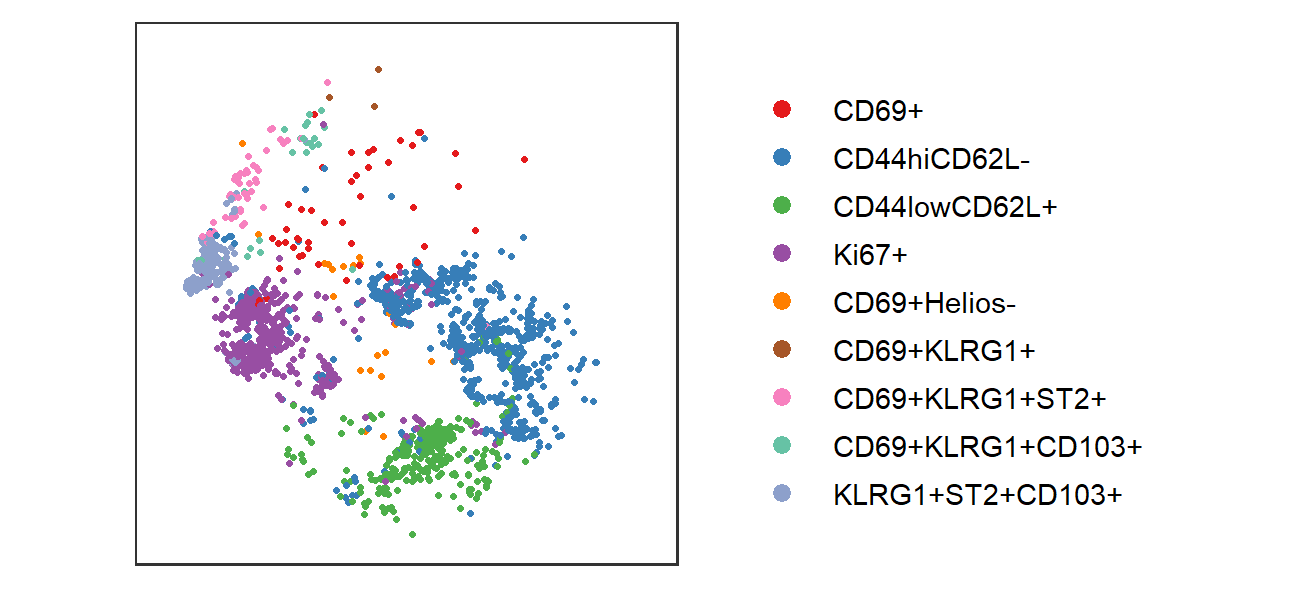 CD69+
CD44hiCD62L-
CD44lowCD62L+
Ki67+
CD69+Helios-
CD69+KLRG1+
CD69+KLRG1+ST2+
CD69+KLRG1+CD103+
KLRG1+ST2+CD103+